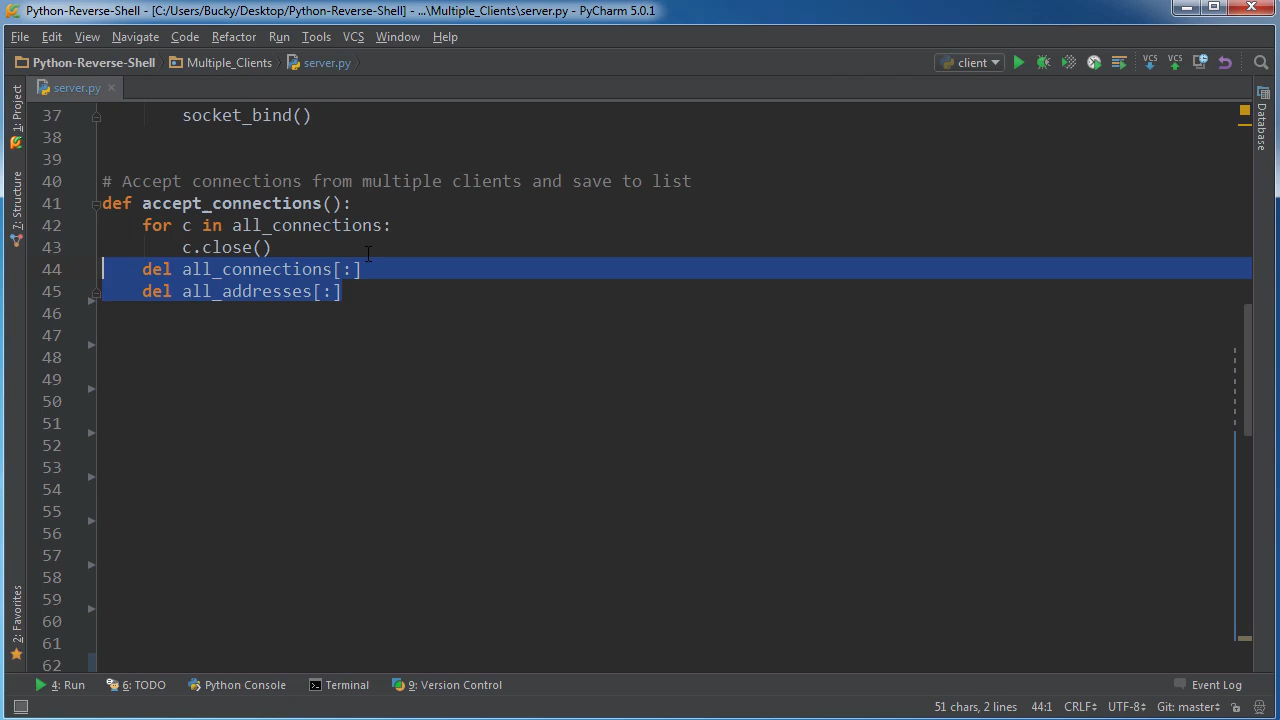 Python-Reverse-Shell - [C:/Users/Bucky/Desktop/Python-Reverse-Shell] - ...\Multiple_Clients\server.py - PyCharm 5.0.1
File Edit View Navigate Code Refactor Run Tools VCS Window Help
Python-Reverse-Shell Multiple_Clients server.py client VCS VCS
server.py
1: Project
7: Structure
2: Favorites
Database
37 socket_bind()
38
39
40 # Accept connections from multiple clients and save to list
41 def accept_connections():
42 for c in all_connections:
43 c.close()
44 del all_connections[:]
45 del all_addresses[:]
46
47
48
49
50
51
52
53
54
55
56
57
58
59
60
61
62
4: Run 6: TODO Python Console Terminal 9: Version Control Event Log
51 chars, 2 lines 44:1 CRLF UTF-8 Git: master